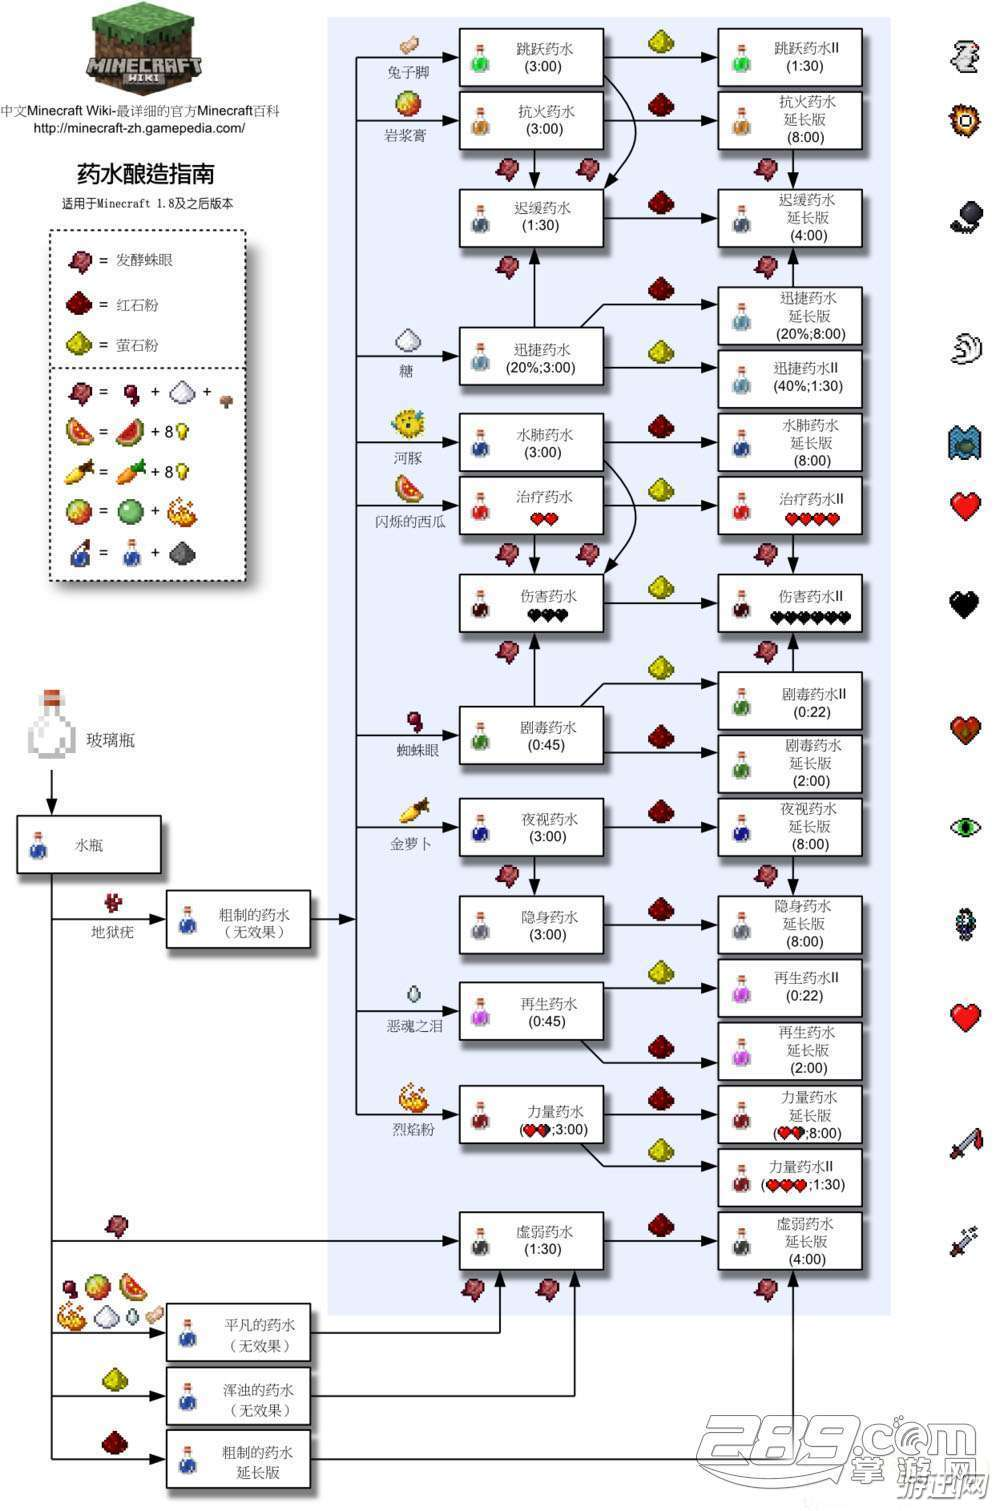 MINECRAFT
WIKI
中文Minecraft Wiki-最详细的官方Minecraft百科
http://minecraft-zh.gamepedia.com/
药水酿造指南
适用于Minecraft 1.8及之后版本
= 发酵蛛眼
= 红石粉
= 萤石粉
= + +
= + 8
= + 8
= +
= +
玻璃瓶
水瓶
地狱疣
粗制的药水
（无效果）
兔子脚
跳跃药水
(3:00)
跳跃药水II
(1:30)
岩浆膏
抗火药水
(3:00)
抗火药水
延长版
(8:00)
迟缓药水
(1:30)
迟缓药水
延长版
(4:00)
糖
迅捷药水
(20%;3:00)
迅捷药水
延长版
(20%;8:00)
迅捷药水II
(40%;1:30)
河豚
水肺药水
(3:00)
水肺药水
延长版
(8:00)
闪烁的西瓜
治疗药水
治疗药水II
伤害药水
伤害药水II
蜘蛛眼
剧毒药水
(0:45)
剧毒药水II
(0:22)
剧毒药水
延长版
(2:00)
金萝卜
夜视药水
(3:00)
夜视药水
延长版
(8:00)
隐身药水
(3:00)
隐身药水
延长版
(8:00)
恶魂之泪
再生药水
(0:45)
再生药水II
(0:22)
再生药水
延长版
(2:00)
烈焰粉
力量药水
( ;3:00)
力量药水
延长版
( ;8:00)
力量药水II
( ;1:30)
虚弱药水
(1:30)
虚弱药水
延长版
(4:00)
平凡的药水
（无效果）
浑浊的药水
（无效果）
粗制的药水
延长版
289.com
掌游网
游迅网